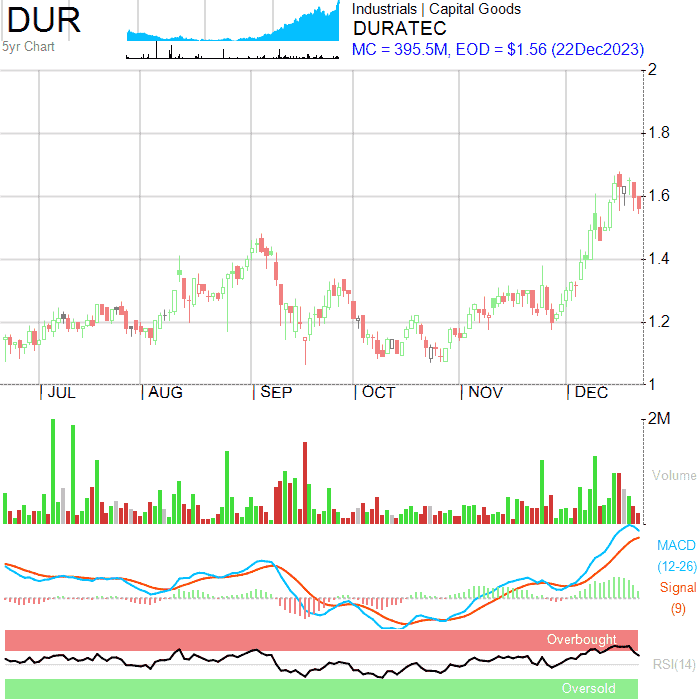 DUR
5yr Chart
Industrials | Capital Goods
DURATEC
MC = 395.5M, EOD = $1.56 (22Dec2023)
2
1.8
1.6
1.4
1.2
1
JUL AUG SEP OCT NOV DEC
2M
Volume
MACD
(12-26)
Signal
(9)
Overbought
RSI(14)
Oversold